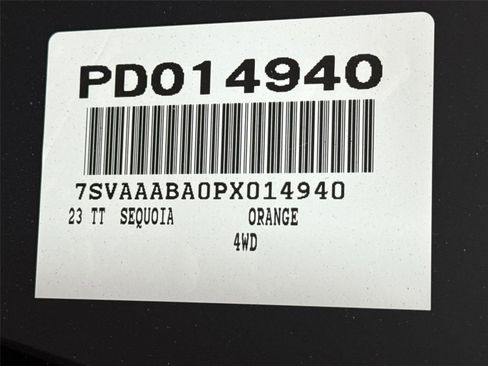 PD014940
7SVAAABA0PX014940
23 TT SEQUOIA ORANGE
4WD